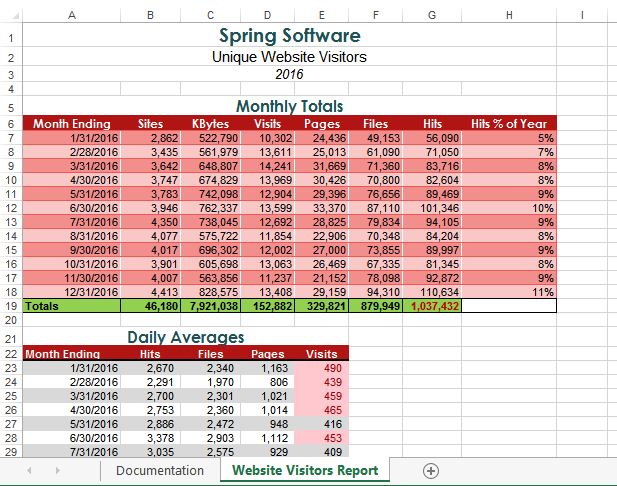 A B C D E F G H I
1 Spring Software
2 Unique Website Visitors
3 2016
4
5 Monthly Totals
6 Month Ending Sites KBytes Visits Pages Files Hits Hits % of Year
7 1/31/2016 2,862 522,790 10,302 24,436 49,153 56,090 5%
8 2/28/2016 3,435 561,979 13,611 25,013 61,090 71,050 7%
9 3/31/2016 3,642 648,807 14,241 31,669 71,360 83,716 8%
10 4/30/2016 3,747 674,829 13,969 30,426 70,800 82,604 8%
11 5/31/2016 3,783 742,098 12,904 29,396 76,656 89,469 9%
12 6/30/2016 3,946 762,337 13,599 33,370 87,110 101,346 10%
13 7/31/2016 4,350 738,045 12,692 28,825 79,834 94,105 9%
14 8/31/2016 4,077 575,722 11,854 22,906 70,348 84,204 8%
15 9/30/2016 4,017 696,302 12,002 27,000 73,855 89,997 9%
16 10/31/2016 3,901 605,698 13,063 26,469 67,335 81,345 8%
17 11/30/2016 4,007 563,856 11,237 21,152 78,098 92,872 9%
18 12/31/2016 4,413 828,575 13,408 29,159 94,310 110,634 11%
19 Totals 46,180 7,921,038 152,882 329,821 879,949 1,037,432
20
21 Daily Averages
22 Month Ending Hits Files Pages Visits
23 1/31/2016 2,670 2,340 1,163 490
24 2/28/2016 2,291 1,970 806 439
25 3/31/2016 2,700 2,301 1,021 459
26 4/30/2016 2,753 2,360 1,014 465
27 5/31/2016 2,886 2,472 948 416
28 6/30/2016 3,378 2,903 1,112 453
29 7/31/2016 3,035 2,575 929 409
Documentation Website Visitors Report